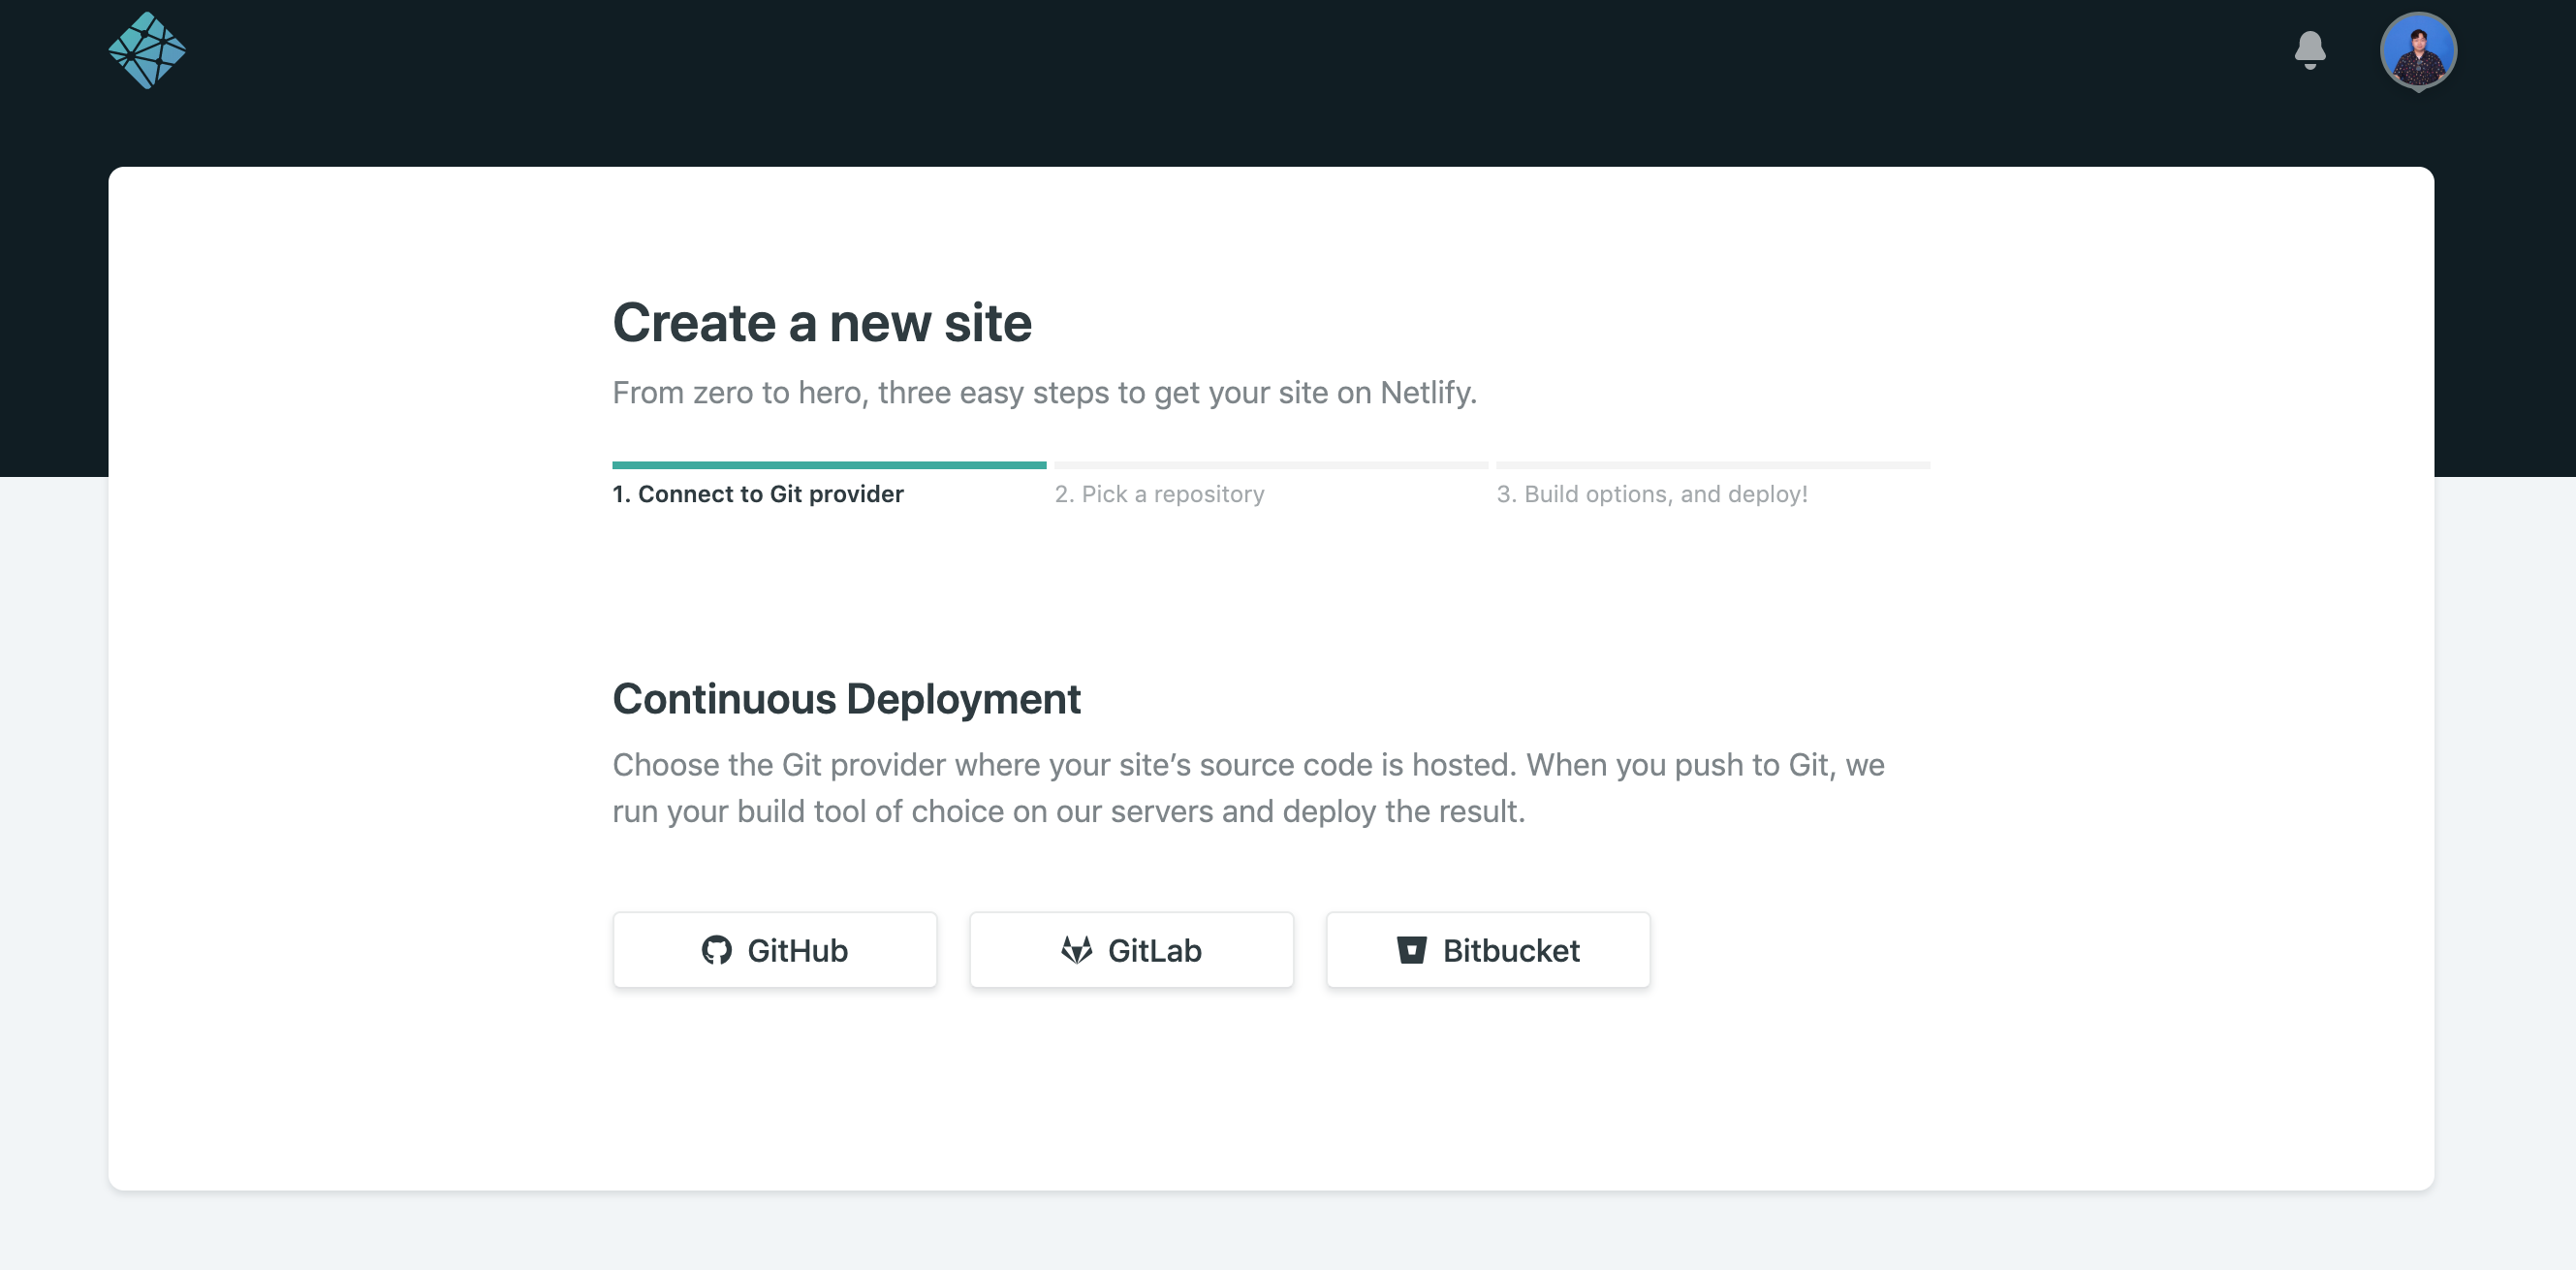 Create a new site
From zero to hero, three easy steps to get your site on Netlify.
1. Connect to Git provider
2. Pick a repository
3. Build options, and deploy!
Continuous Deployment
Choose the Git provider where your site’s source code is hosted. When you push to Git, we
run your build tool of choice on our servers and deploy the result.
GitHub
GitLab
Bitbucket